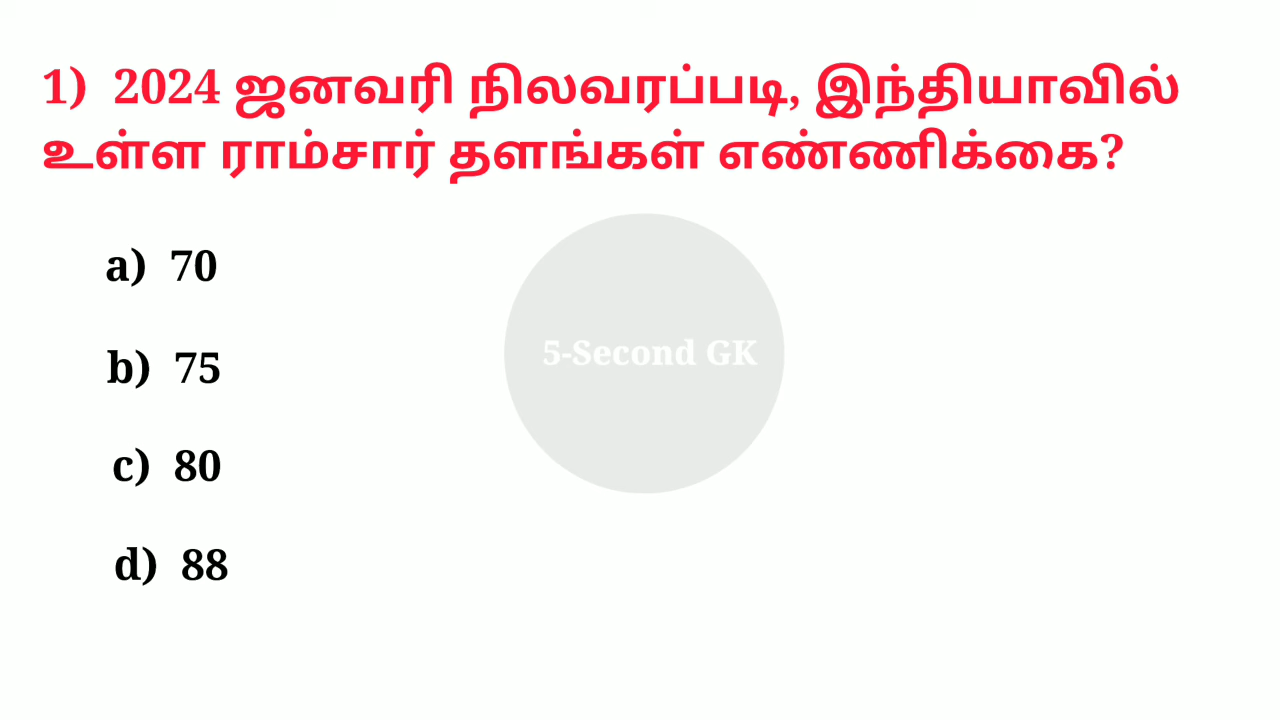 1) 2024 ஜனவரி நிலவரப்படி, இந்தியாவில்
உள்ள ராம்சார் தளங்கள் எண்ணிக்கை?
a) 70
b) 75
5-Second GK
c) 80
d) 88